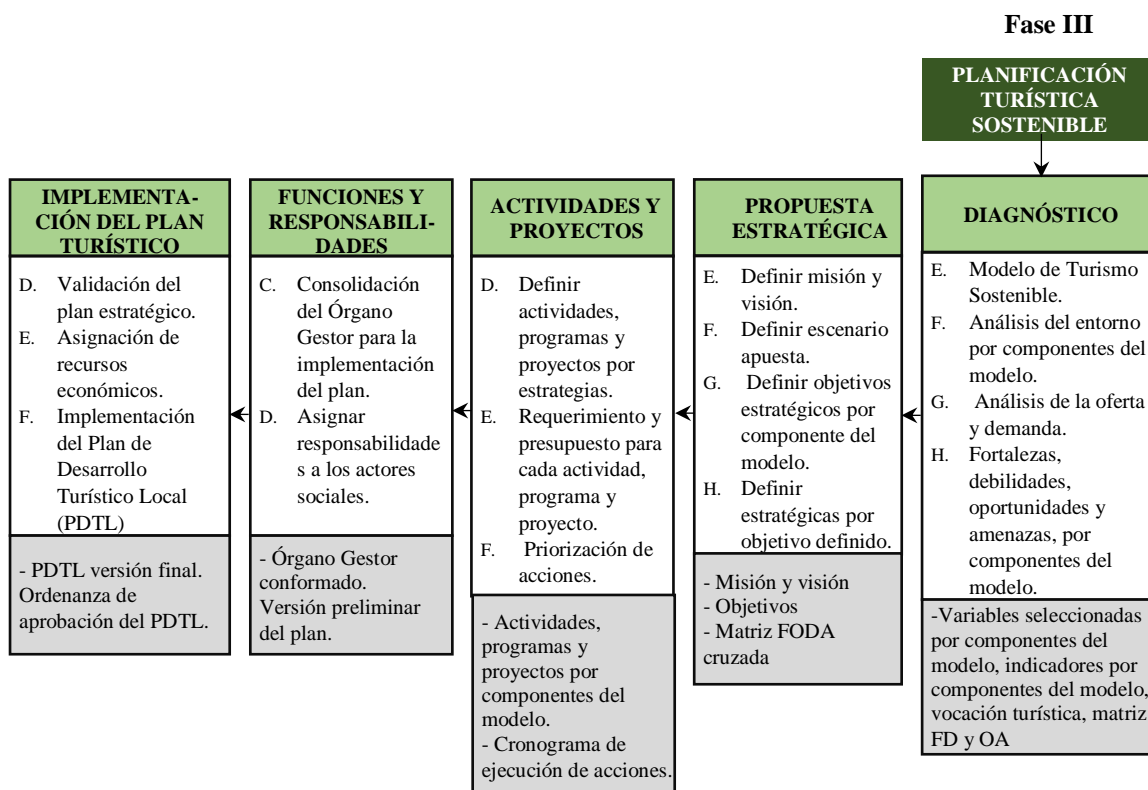 Fase III
PLANIFICACIÓN
TURÍSTICA
SOSTENIBLE
IMPLEMENTA-
CIÓN DEL PLAN
TURÍSTICO
D. Validación del
plan estratégico.
E. Asignación de
recursos
económicos.
F. Implementación
del Plan de
Desarrollo
Turístico Local
(PDTL)
- PDTL versión final.
Ordenanza de
aprobación del PDTL.
FUNCIONES Y
RESPONSABILI-
DADES
C. Consolidación
del Órgano
Gestor para la
implementación
del plan.
D. Asignar
responsabilidade
s a los actores
sociales.
- Órgano Gestor
conformado.
Versión preliminar
del plan.
ACTIVIDADES Y
PROYECTOS
D. Definir
actividades,
programas y
proyectos por
estrategias.
E. Requerimiento y
presupuesto para
cada actividad,
programa y
proyecto.
F. Priorización de
acciones.
- Actividades,
programas y
proyectos por
componentes del
modelo.
- Cronograma de
ejecución de acciones.
PROPUESTA
ESTRATÉGICA
E. Definir misión y
visión.
F. Definir escenario
apuesta.
G. Definir objetivos
estratégicos por
componente del
modelo.
H. Definir
estratégicas por
objetivo definido.
- Misión y visión
- Objetivos
- Matriz FODA
cruzada
DIAGNÓSTICO
E. Modelo de Turismo
Sostenible.
F. Análisis del entorno
por componentes del
modelo.
G. Análisis de la oferta
y demanda.
H. Fortalezas,
debilidades,
oportunidades y
amenazas, por
componentes del
modelo.
-Variables seleccionadas
por componentes del
modelo, indicadores por
componentes del modelo,
vocación turística, matriz
FD y OA